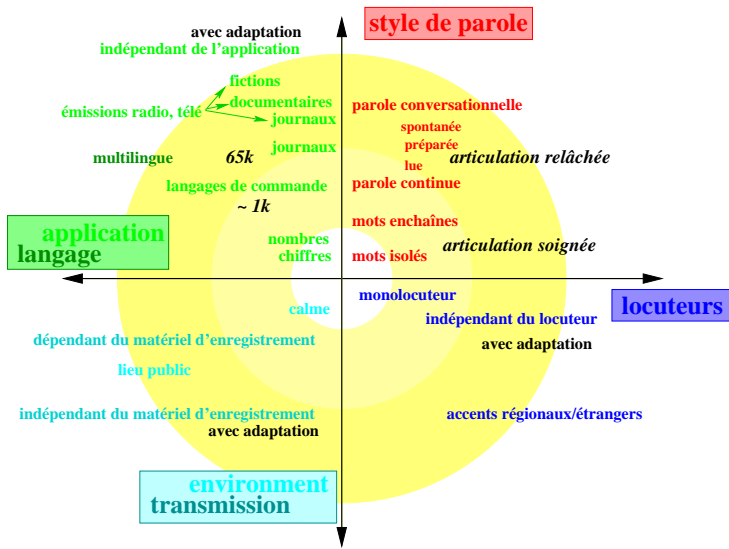 style de parole
avec adaptation
indépendant de l'application
fictions
émissions radio, télé
documentaires
journaux
journaux
multilingue
65k
langages de commande
~ 1k
nombres
chiffres
application
langage
parole conversationnelle
spontanée
préparée
lue
articulation relâchée
parole continue
mots enchaînes
articulation soignée
mots isolés
locuteurs
monolocuteur
indépendant du locuteur
avec adaptation
accents régionaux/étrangers
calme
dépendant du matériel d'enregistrement
lieu public
indépendant du matériel d'enregistrement
avec adaptation
environment
transmission